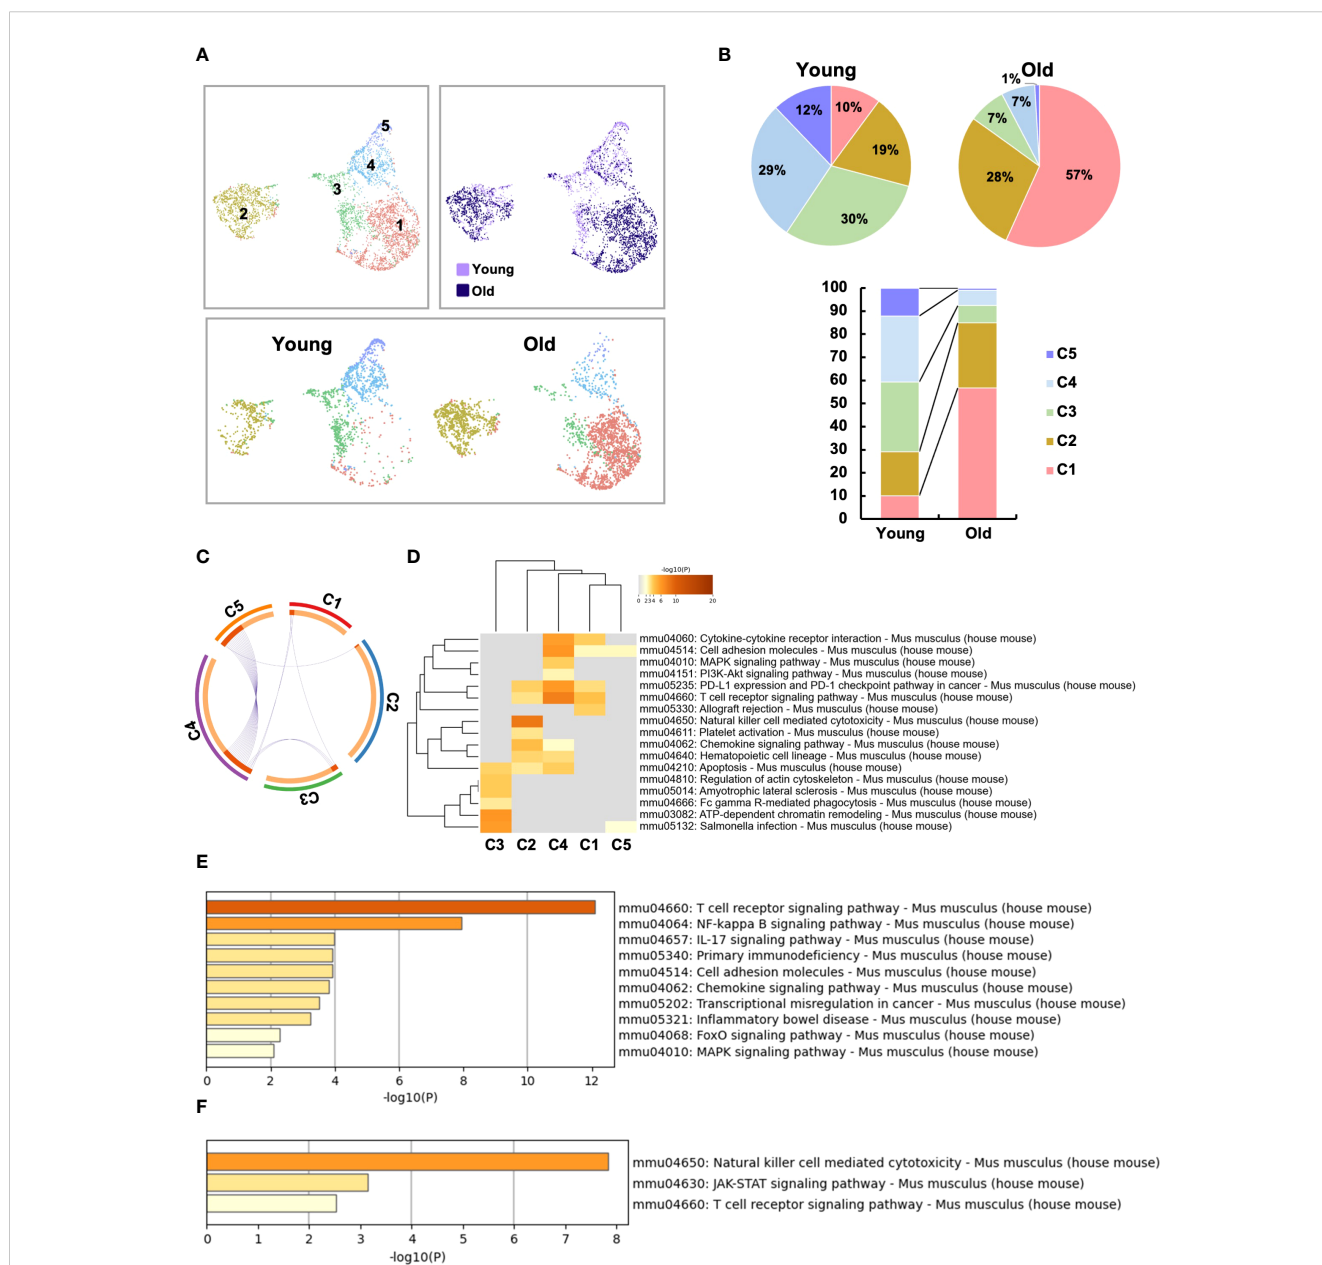 A
5
4
3
2
1
Young
Old
Young
Old
B
Young
Old
12%
10%
19%
30%
29%
1%
7%
7%
28%
57%
100
90
80
70
60
50
40
30
20
10
0
Young
Old
C5
C4
C3
C2
C1
C
C5
C1
C2
C3
C4
D
-log10(P)
0 2 3 4 6 10 20
mmu04060: Cytokine-cytokine receptor interaction - Mus musculus (house mouse)
mmu04514: Cell adhesion molecules - Mus musculus (house mouse)
mmu04010: MAPK signaling pathway - Mus musculus (house mouse)
mmu04151: PI3K-Akt signaling pathway - Mus musculus (house mouse)
mmu05235: PD-L1 expression and PD-1 checkpoint pathway in cancer - Mus musculus (house mouse)
mmu04660: T cell receptor signaling pathway - Mus musculus (house mouse)
mmu05330: Allograft rejection - Mus musculus (house mouse)
mmu04650: Natural killer cell mediated cytotoxicity - Mus musculus (house mouse)
mmu04611: Platelet activation - Mus musculus (house mouse)
mmu04062: Chemokine signaling pathway - Mus musculus (house mouse)
mmu04640: Hematopoietic cell lineage - Mus musculus (house mouse)
mmu04210: Apoptosis - Mus musculus (house mouse)
mmu04810: Regulation of actin cytoskeleton - Mus musculus (house mouse)
mmu05014: Amyotrophic lateral sclerosis - Mus musculus (house mouse)
mmu04666: Fc gamma R-mediated phagocytosis - Mus musculus (house mouse)
mmu03082: ATP-dependent chromatin remodeling - Mus musculus (house mouse)
mmu05132: Salmonella infection - Mus musculus (house mouse)
C3 C2 C4 C1 C5
E
mmu04660: T cell receptor signaling pathway - Mus musculus (house mouse)
mmu04064: NF-kappa B signaling pathway - Mus musculus (house mouse)
mmu04657: IL-17 signaling pathway - Mus musculus (house mouse)
mmu05340: Primary immunodeficiency - Mus musculus (house mouse)
mmu04514: Cell adhesion molecules - Mus musculus (house mouse)
mmu04062: Chemokine signaling pathway - Mus musculus (house mouse)
mmu05202: Transcriptional misregulation in cancer - Mus musculus (house mouse)
mmu05321: Inflammatory bowel disease - Mus musculus (house mouse)
mmu04068: FoxO signaling pathway - Mus musculus (house mouse)
mmu04010: MAPK signaling pathway - Mus musculus (house mouse)
0 2 4 6 8 10 12
-log10(P)
F
mmu04650: Natural killer cell mediated cytotoxicity - Mus musculus (house mouse)
mmu04630: JAK-STAT signaling pathway - Mus musculus (house mouse)
mmu04660: T cell receptor signaling pathway - Mus musculus (house mouse)
0 1 2 3 4 5 6 7 8
-log10(P)